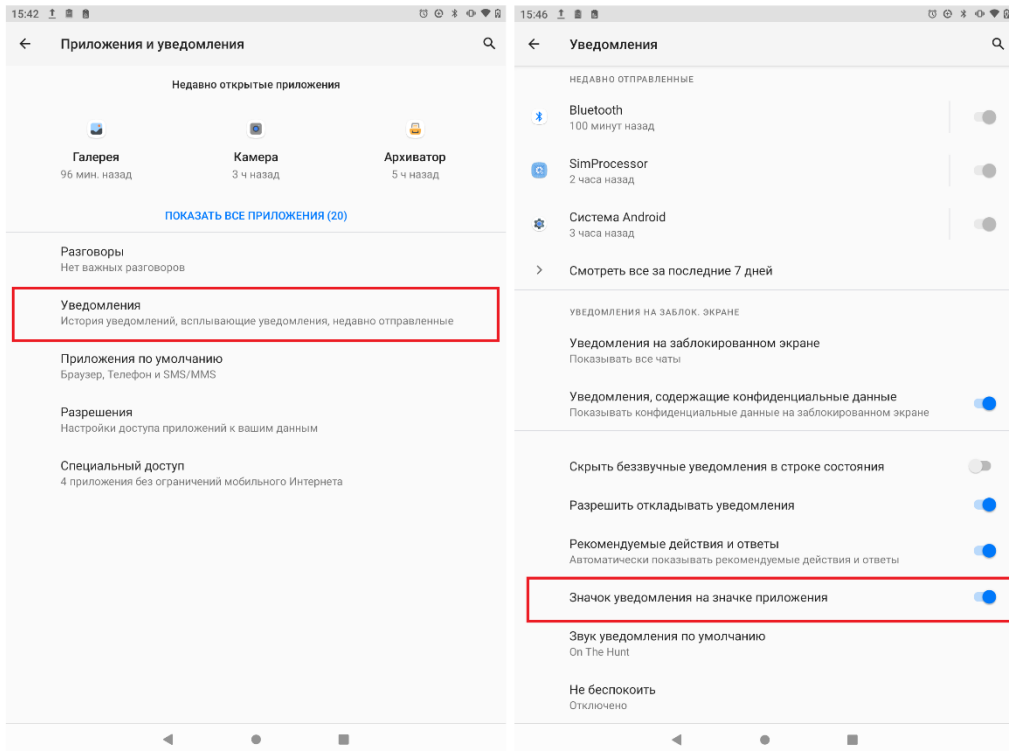 15:42
Приложения и уведомления
Недавно открытые приложения
Галерея
96 мин. назад
Камера
3 ч назад
Архиватор
5 ч назад
ПОКАЗАТЬ ВСЕ ПРИЛОЖЕНИЯ (20)
Разговоры
Нет важных разговоров
Уведомления
История уведомлений, всплывающие уведомления, недавно отправленные
Приложения по умолчанию
Браузер, Телефон и SMS/MMS
Разрешения
Настройки доступа приложений к вашим данным
Специальный доступ
4 приложения без ограничений мобильного Интернета
15:46
Уведомления
НЕДАВНО ОТПРАВЛЕННЫЕ
Bluetooth
100 минут назад
SimProcessor
2 часа назад
Система Android
3 часа назад
Смотреть все за последние 7 дней
УВЕДОМЛЕНИЯ НА ЗАБЛОК. ЭКРАНЕ
Уведомления на заблокированном экране
Показывать все чаты
Уведомления, содержащие конфиденциальные данные
Показывать конфиденциальные данные на заблокированном экране
Скрыть беззвучные уведомления в строке состояния
Разрешить откладывать уведомления
Рекомендуемые действия и ответы
Автоматически показывать рекомендуемые действия и ответы
Значок уведомления на значке приложения
Звук уведомления по умолчанию
On The Hunt
Не беспокоить
Отключено